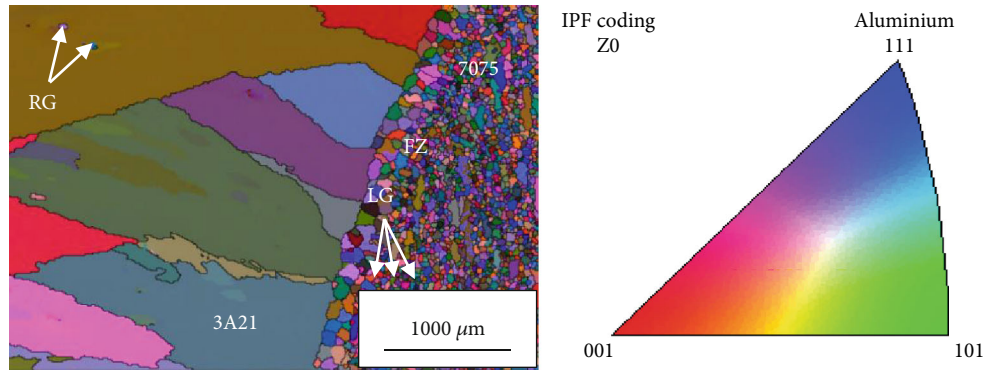 RG
7075
FZ
LG
3A21
1000 μm
IPF coding
Z0
Aluminium
111
001
101